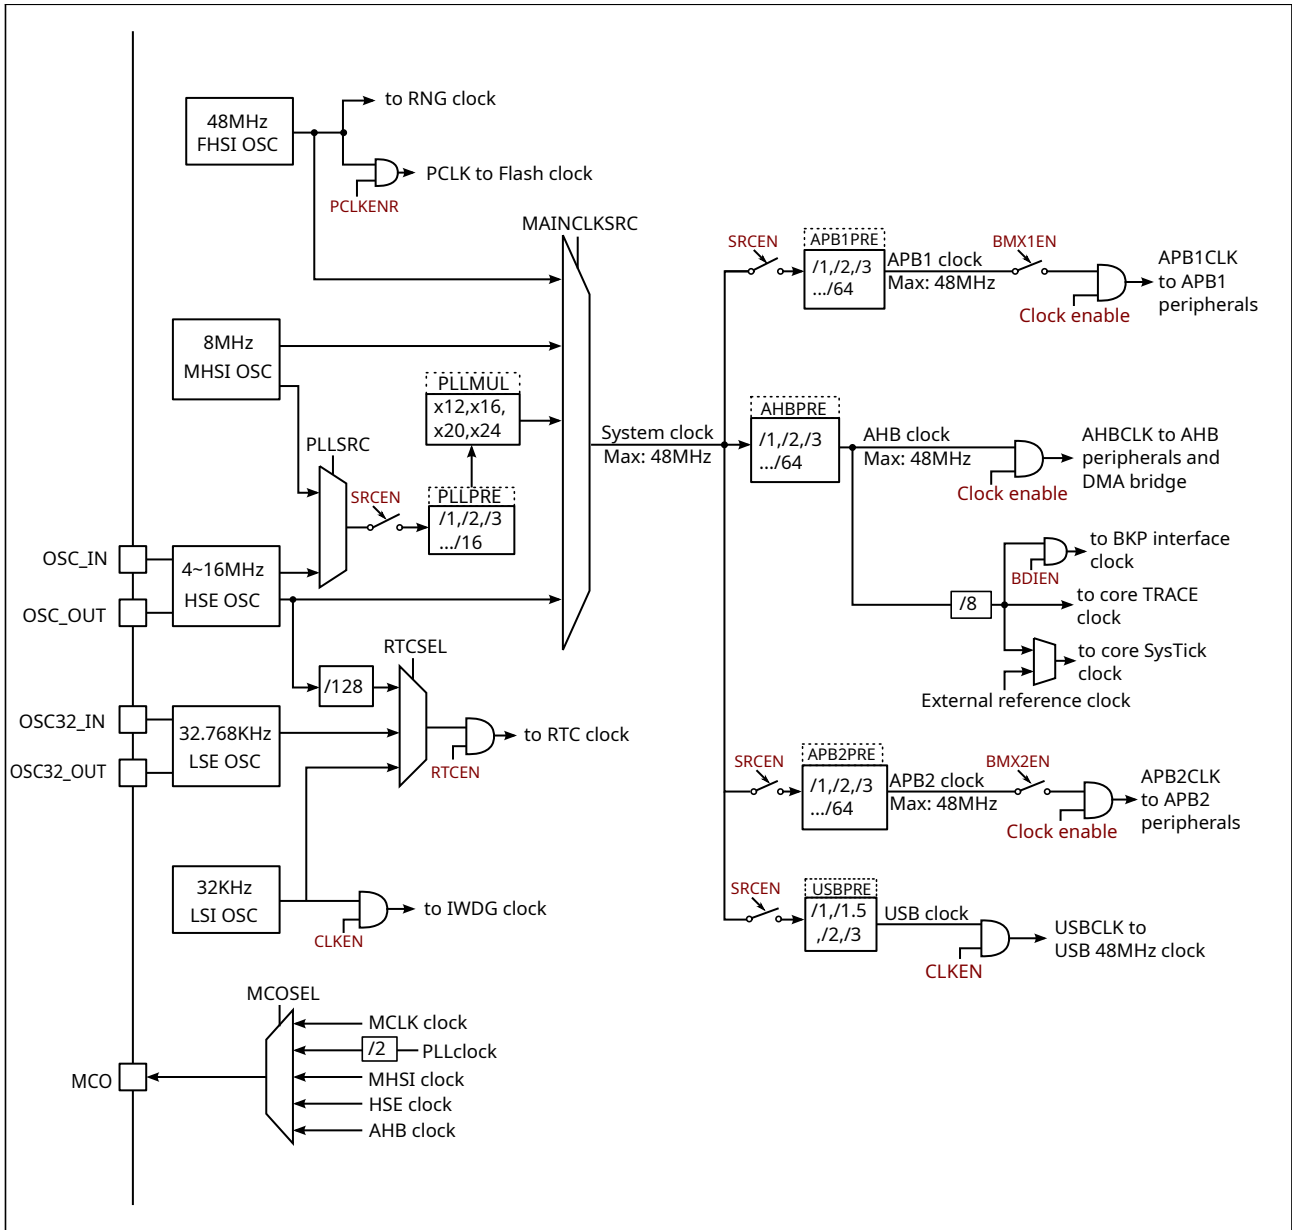 to RNG clock
48MHz
FHSI OSC
PCLK to Flash clock
PCLKENR
MAINCLKSRC
8MHz
MHSI OSC
PLLMUL
x12,x16,
x20,x24
PLLSRC
SRCEN
PLLPRE
/1,/2,/3
.../16
OSC_IN
OSC_OUT
4~16MHz
HSE OSC
RTCSEL
/128
OSC32_IN
OSC32_OUT
32.768KHz
LSE OSC
to RTC clock
RTCEN
32KHz
LSI OSC
to IWDG clock
CLKEN
MCOSEL
MCLK clock
/2
PLLclock
MHSI clock
HSE clock
AHB clock
MCO
System clock
Max: 48MHz
SRCEN
APB1PRE
/1,/2,/3
.../64
APB1 clock
Max: 48MHz
BMX1EN
Clock enable
APB1CLK
to APB1
peripherals
AHBPRE
/1,/2,/3
.../64
AHB clock
Max: 48MHz
Clock enable
AHBCLK to AHB
peripherals and
DMA bridge
to BKP interface
clock
BDIEN
/8
to core TRACE
clock
to core SysTick
clock
External reference clock
SRCEN
APB2PRE
/1,/2,/3
.../64
APB2 clock
Max: 48MHz
BMX2EN
Clock enable
APB2CLK
to APB2
peripherals
SRCEN
USBPRE
/1,/1.5
,/2,/3
USB clock
CLKEN
USBCLK to
USB 48MHz clock